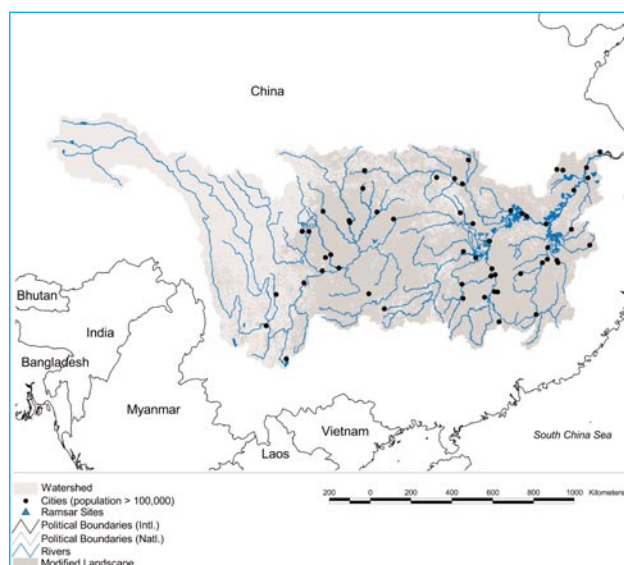 China
Bhutan
India
Bangladesh
Myanmar
Vietnam
Laos
South China Sea
Watershed
Cities (population > 100,000)
Ramsar Sites
Political Boundaries (Intl.)
Political Boundaries (Natl.)
Rivers
Modified Landscape
200 0 200 400 600 800 1000 Kilometers